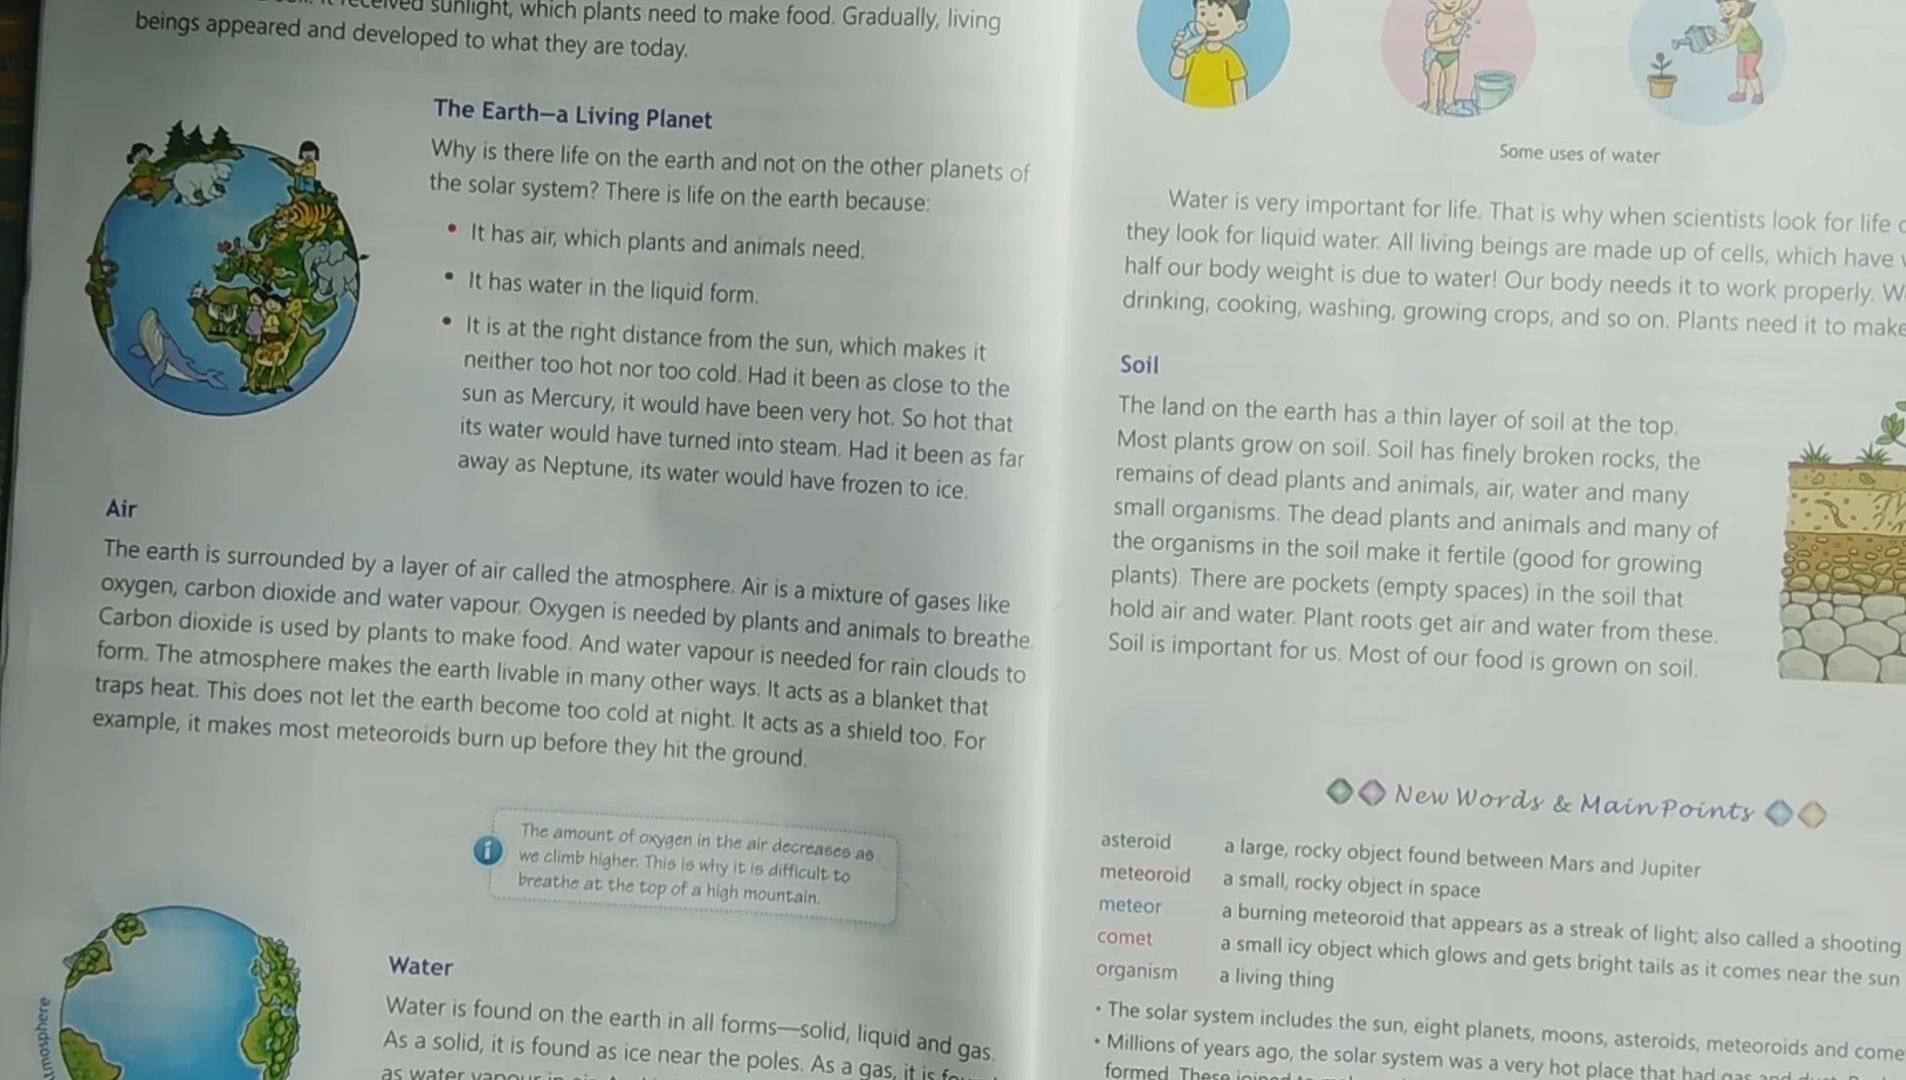 received sunlight, which plants need to make food. Gradually, living
beings appeared and developed to what they are today.
The Earth—a Living Planet
Why is there life on the earth and not on the other planets of
the solar system? There is life on the earth because:
• It has air, which plants and animals need.
• It has water in the liquid form.
• It is at the right distance from the sun, which makes it
neither too hot nor too cold. Had it been as close to the
sun as Mercury, it would have been very hot. So hot that
its water would have turned into steam. Had it been as far
away as Neptune, its water would have frozen to ice.
Air
The earth is surrounded by a layer of air called the atmosphere. Air is a mixture of gases like
oxygen, carbon dioxide and water vapour. Oxygen is needed by plants and animals to breathe.
Carbon dioxide is used by plants to make food. And water vapour is needed for rain clouds to
form. The atmosphere makes the earth livable in many other ways. It acts as a blanket that
traps heat. This does not let the earth become too cold at night. It acts as a shield too. For
example, it makes most meteoroids burn up before they hit the ground.
i
The amount of oxygen in the air decreases as
we climb higher. This is why it is difficult to
breathe at the top of a high mountain.
tmosphere
Water
Water is found on the earth in all forms—solid, liquid and gas.
As a solid, it is found as ice near the poles. As a gas, it is
as water vapour in
Some uses of water
Water is very important for life. That is why when scientists look for life
they look for liquid water. All living beings are made up of cells, which have
half our body weight is due to water! Our body needs it to work properly.
drinking, cooking, washing, growing crops, and so on. Plants need it to make
Soil
The land on the earth has a thin layer of soil at the top.
Most plants grow on soil. Soil has finely broken rocks, the
remains of dead plants and animals, air, water and many
small organisms. The dead plants and animals and many of
the organisms in the soil make it fertile (good for growing
plants). There are pockets (empty spaces) in the soil that
hold air and water. Plant roots get air and water from these.
Soil is important for us. Most of our food is grown on soil.
New Words & Main Points
asteroid a large, rocky object found between Mars and Jupiter
meteoroid a small, rocky object in space
meteor a burning meteoroid that appears as a streak of light; also called a shooting
comet a small icy object which glows and gets bright tails as it comes near the sun
organism a living thing
• The solar system includes the sun, eight planets, moons, asteroids, meteoroids and come
• Millions of years ago, the solar system was a very hot place that had gas and
formed. These joined to